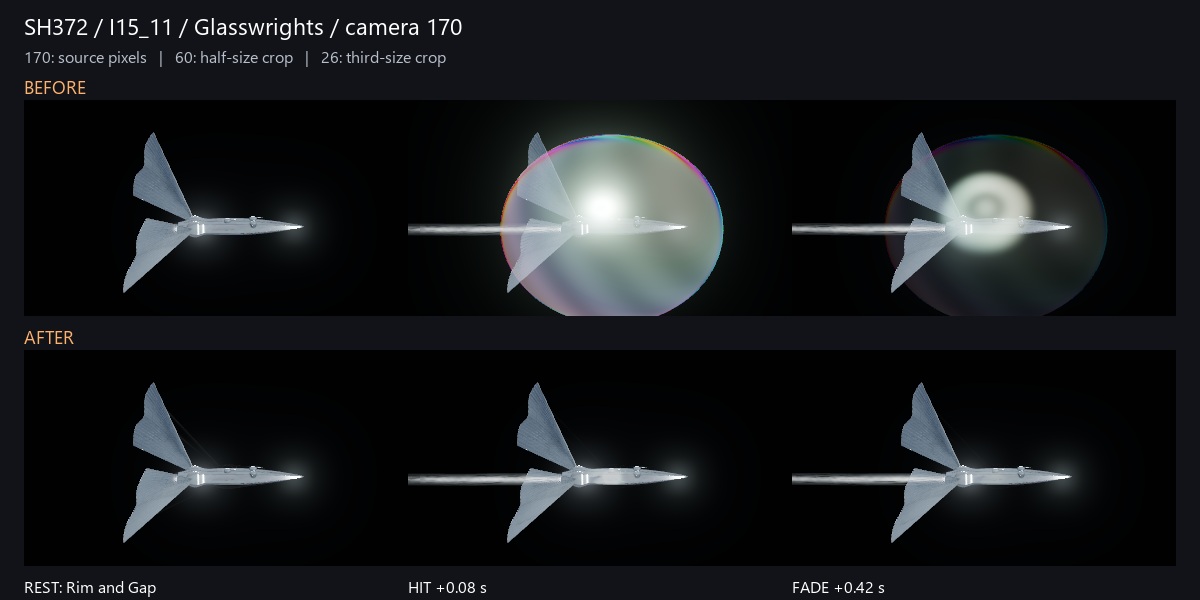 SH372 / I15_11 / Glasswrights / camera 170
170: source pixels | 60: half-size crop | 26: third-size crop
BEFORE
AFTER
REST: Rim and Gap
HIT +0.08 s
FADE +0.42 s